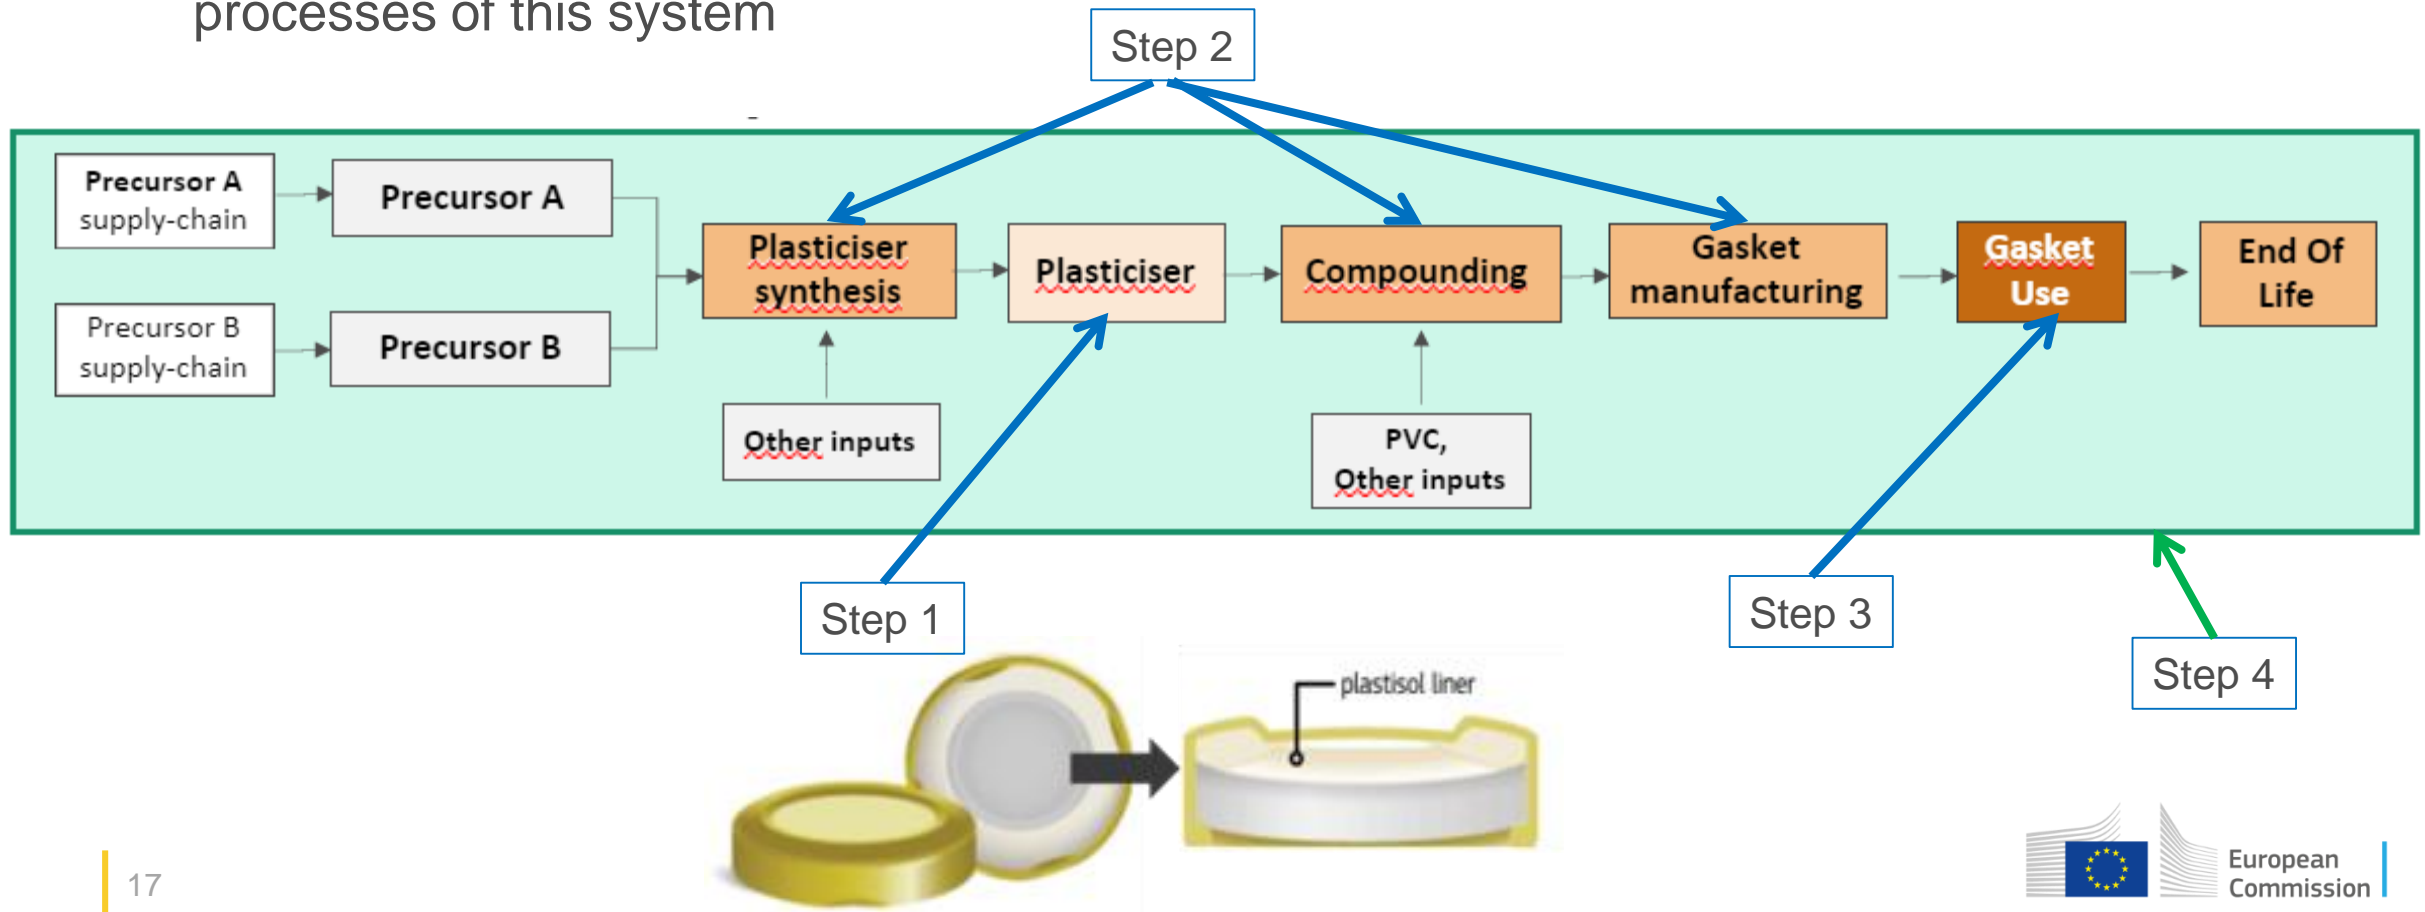 processes of this system
Step 2
Precursor A
supply-chain
Precursor A
Precursor B
supply-chain
Precursor B
Plasticiser
synthesis
Other inputs
Plasticiser
Compounding
PVC,
Other inputs
Gasket
manufacturing
Gasket
Use
End Of
Life
Step 1
Step 3
Step 4
plastisol liner
17
European
Commission